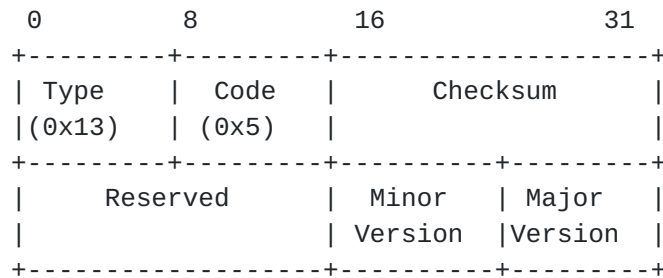 0         8          16              31
+---------+---------+--------------------+
| Type    |  Code   |      Checksum      |
|(0x13)   | (0x5)   |                    |
+---------+---------+----------+---------+
|     Reserved      |  Minor   | Major   |
|                   | Version  |Version  |
+-------------------+----------+---------+